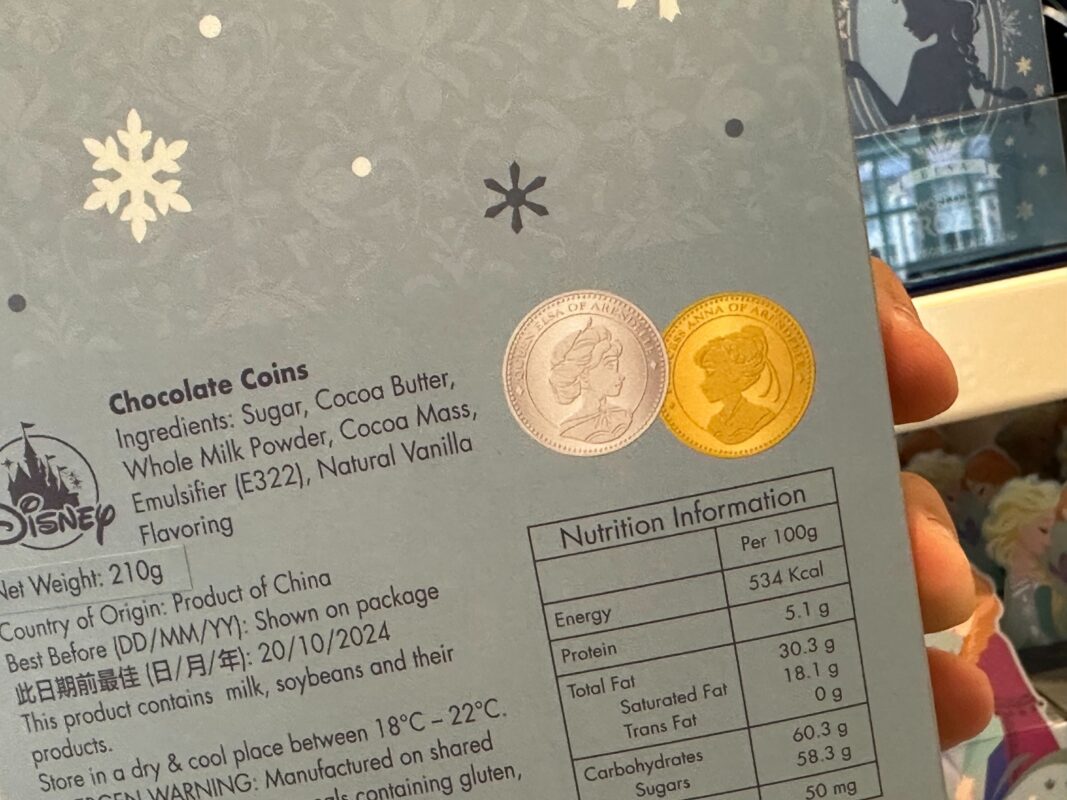 QUEEN ELSA OF ARENDELLE
ANNA OF ARENDELLE
Chocolate Coins
Ingredients: Sugar, Cocoa Butter,
Whole Milk Powder, Cocoa Mass,
Emulsifier (E322), Natural Vanilla
Flavoring
DISNEY
Net Weight: 210g
Country of Origin: Product of China
Best Before (DD/MM/YY): Shown on package
此日期前最佳 (日/月/年): 20/10/2024
This product contains milk, soybeans and their
products.
Store in a dry & cool place between 18°C – 22°C.
WARNING: Manufactured on shared
containing gluten,
Nutrition Information
Per 100g
Energy 534 Kcal
Protein 5.1 g
Total Fat 30.3 g
Saturated Fat 18.1 g
Trans Fat 0 g
Carbohydrates 60.3 g
Sugars 58.3 g
50 mg